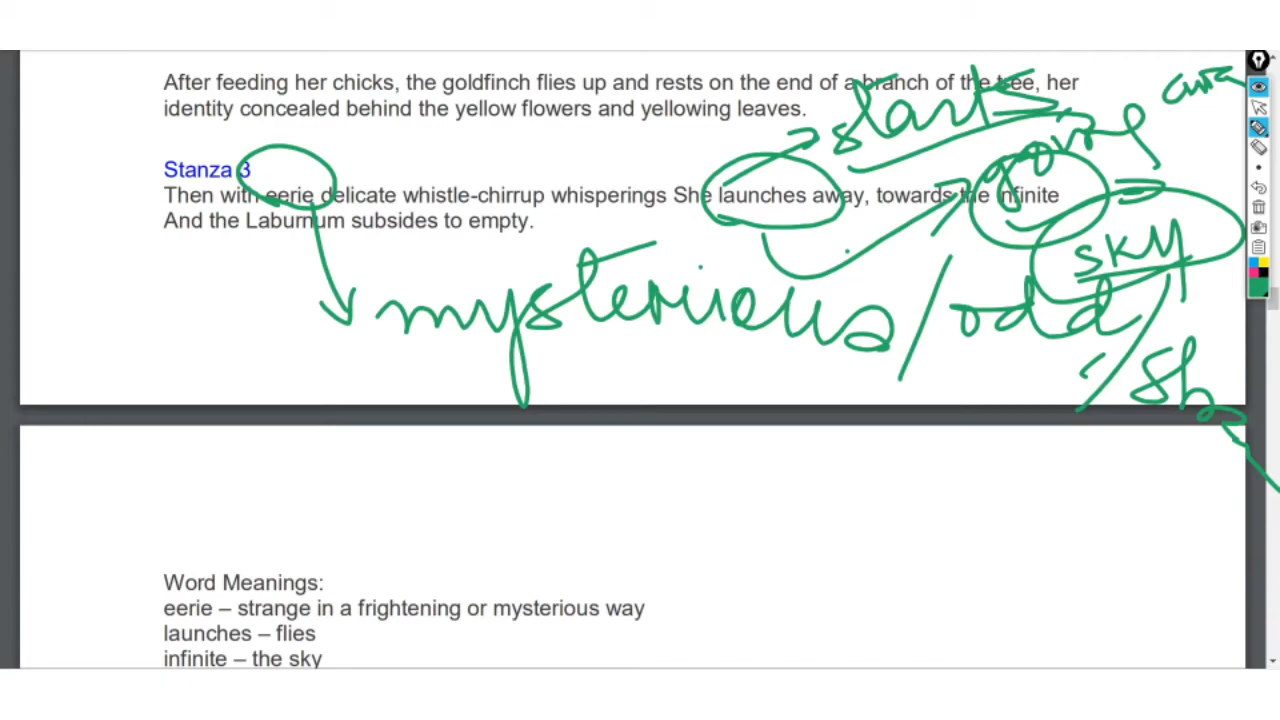 After feeding her chicks, the goldfinch flies up and rests on the end of a branch of the tree, her
identity concealed behind the yellow flowers and yellowing leaves.
starts
going
Stanza 3
Then with eerie delicate whistle-chirrup whisperings She launches away, towards the infinite
And the Laburnum subsides to empty.
sky
mysterious/odd
Word Meanings:
eerie – strange in a frightening or mysterious way
launches – flies
infinite – the sky